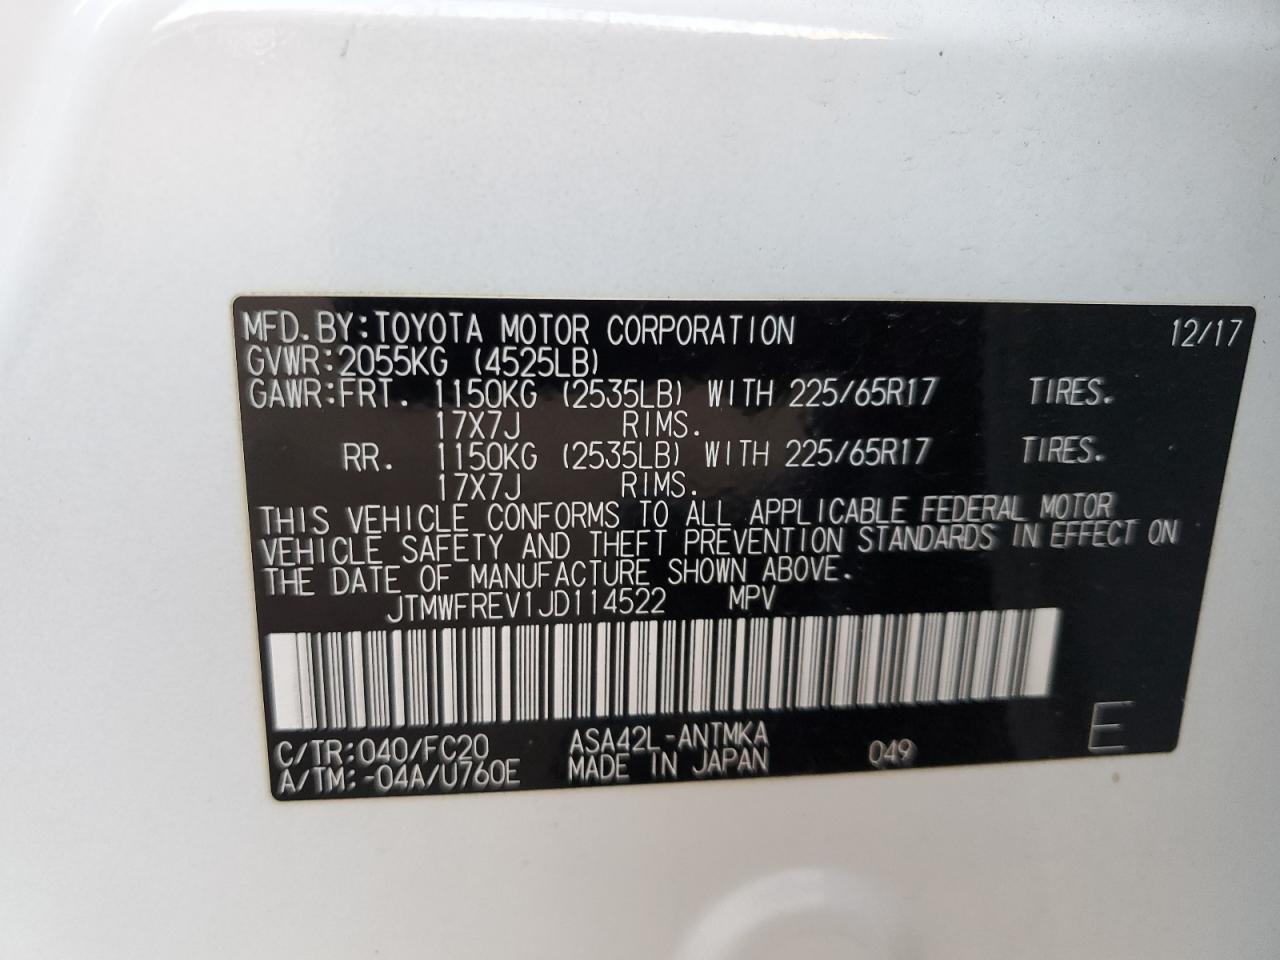 MFD.BY:TOYOTA MOTOR CORPORATION 12/17
GVWR:2055KG (4525LB)
GAWR:FRT. 1150KG (2535LB) WITH 225/65R17 TIRES.
17X7J RIMS.
RR. 1150KG (2535LB) WITH 225/65R17 TIRES.
17X7J RIMS.
THIS VEHICLE CONFORMS TO ALL APPLICABLE FEDERAL MOTOR
VEHICLE SAFETY AND THEFT PREVENTION STANDARDS IN EFFECT ON
THE DATE OF MANUFACTURE SHOWN ABOVE.
JTMWFREV1JD114522 MPV
C/TR:040/FC20 ASA42L-ANTMKA
A/TM:-04A/U760E MADE IN JAPAN 049 E